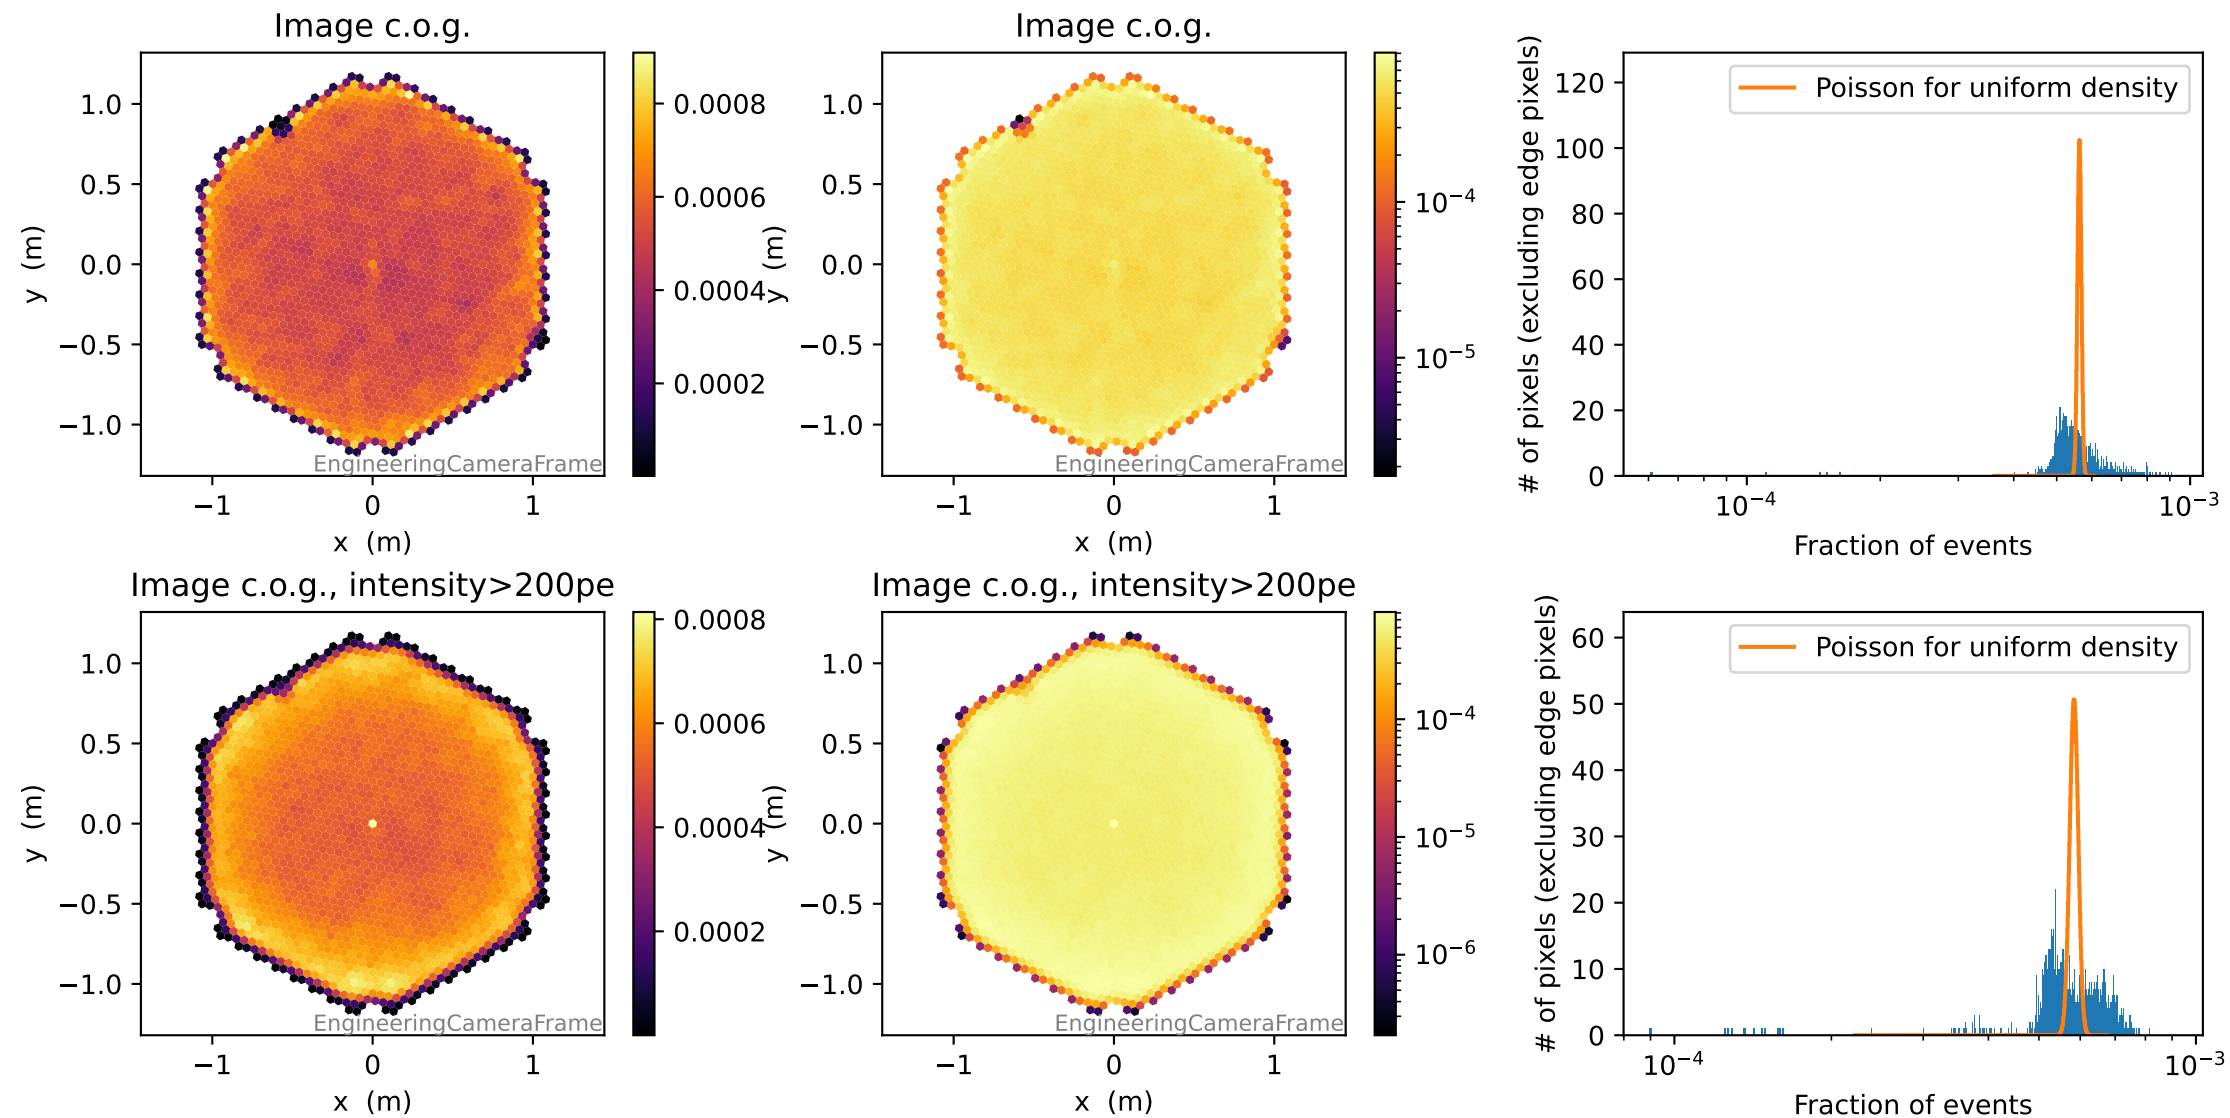 Image c.o.g.
1.0
0.5
0.0
−0.5
−1.0
y (m)
−1 0 1
x (m)
EngineeringCameraFrame
0.0008
0.0006
0.0004
0.0002
Image c.o.g.
1.0
0.5
0.0
−0.5
−1.0
y (m)
−1 0 1
x (m)
EngineeringCameraFrame
10⁻⁴
10⁻⁵
# of pixels (excluding edge pixels)
120
100
80
60
40
20
0
Poisson for uniform density
10⁻⁴ 10⁻³
Fraction of events
Image c.o.g., intensity>200pe
1.0
0.5
0.0
−0.5
−1.0
y (m)
−1 0 1
x (m)
EngineeringCameraFrame
0.0008
0.0006
0.0004
0.0002
Image c.o.g., intensity>200pe
1.0
0.5
0.0
−0.5
−1.0
y (m)
−1 0 1
x (m)
EngineeringCameraFrame
10⁻⁴
10⁻⁵
10⁻⁶
# of pixels (excluding edge pixels)
60
50
40
30
20
10
0
Poisson for uniform density
10⁻⁴ 10⁻³
Fraction of events